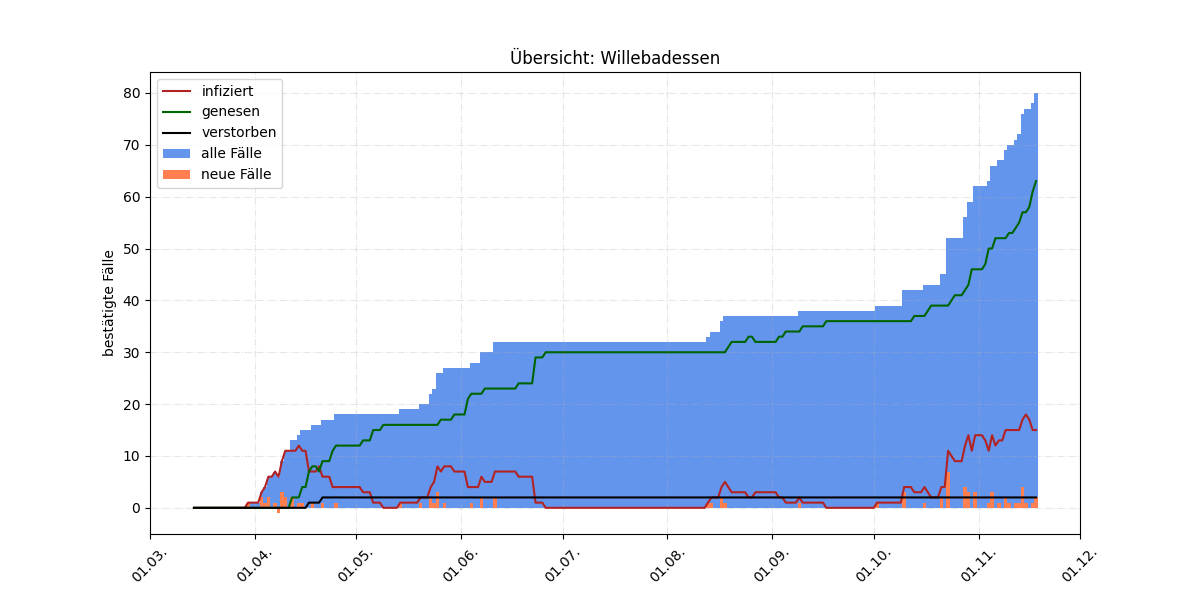 Übersicht: Willebadessen
bestätigte Fälle
80
70
60
50
40
30
20
10
0
infiziert
genesen
verstorben
alle Fälle
neue Fälle
01.03.
01.04.
01.05.
01.06.
01.07.
01.08.
01.09.
01.10.
01.11.
01.12.